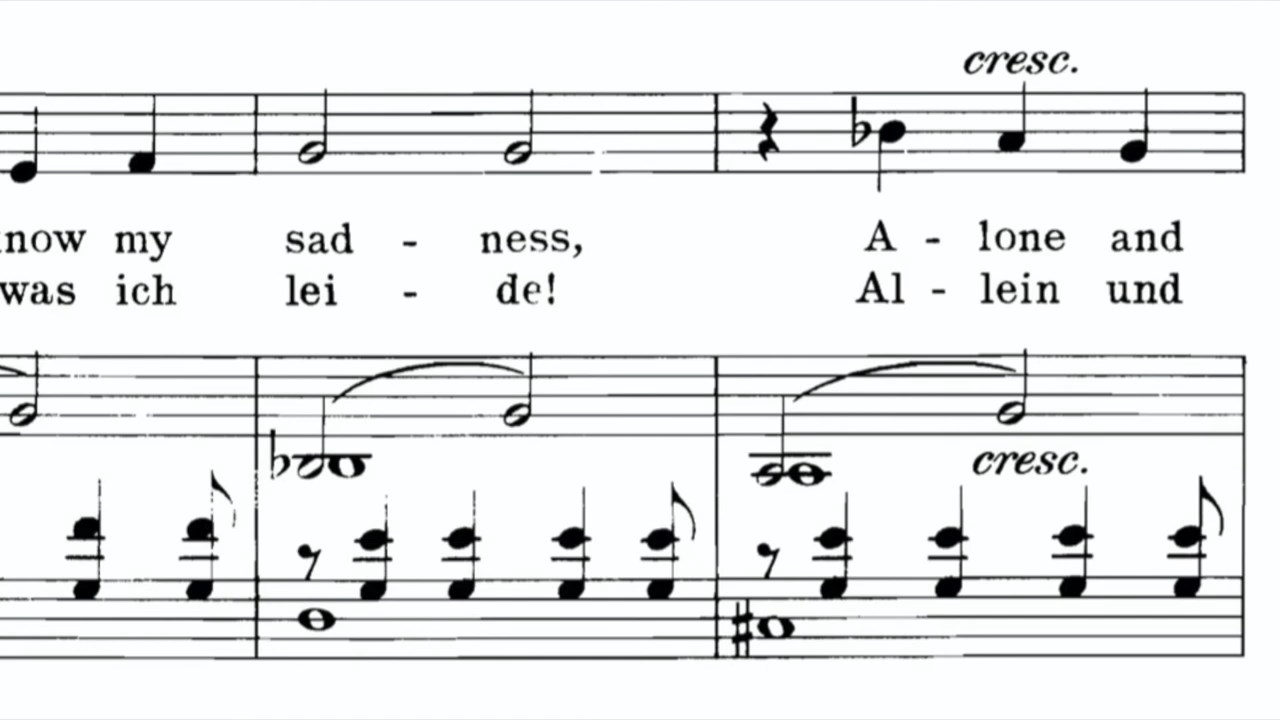 cresc.
now my sad - ness, A - lone and
was ich lei - de! Al - lein und
cresc.